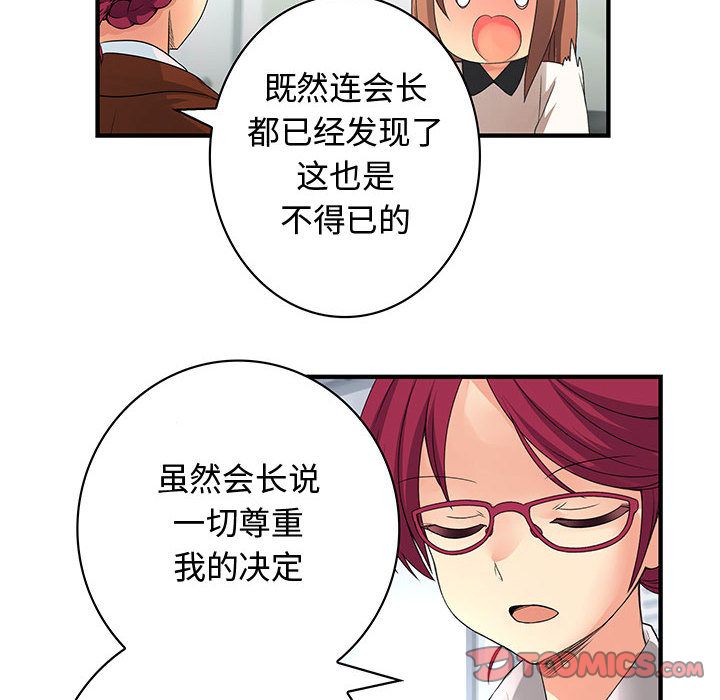 既然连会长
都已经发现了
这也是
不得已的
虽然会长说
一切尊重
我的决定
TOOMICS.COM